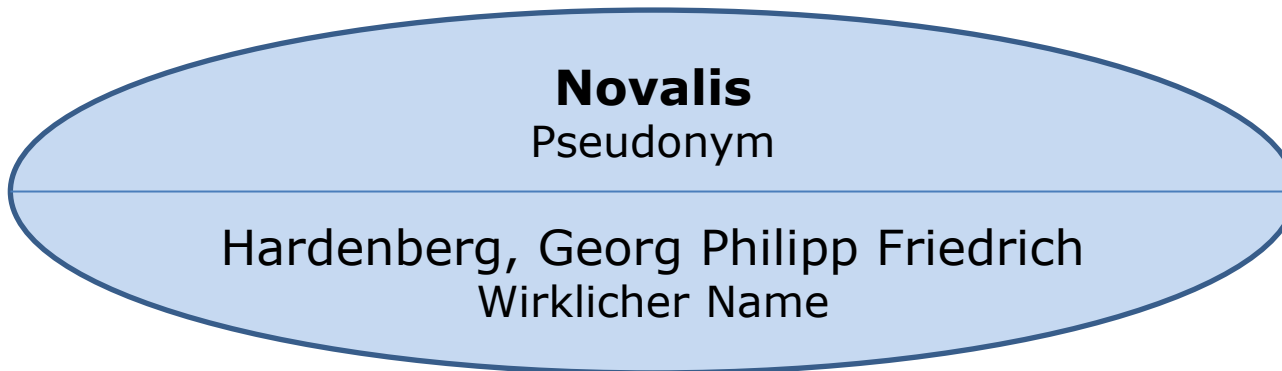 Novalis
Pseudonym
Hardenberg, Georg Philipp Friedrich
Wirklicher Name